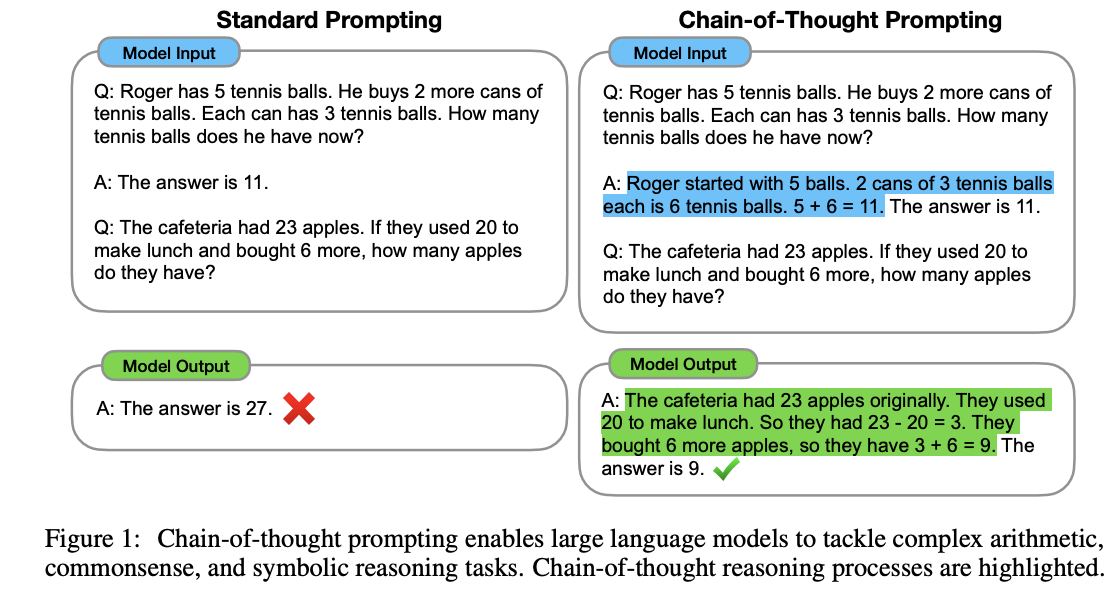 Standard Prompting
Model Input
Q: Roger has 5 tennis balls. He buys 2 more cans of
tennis balls. Each can has 3 tennis balls. How many
tennis balls does he have now?
A: The answer is 11.
Q: The cafeteria had 23 apples. If they used 20 to
make lunch and bought 6 more, how many apples
do they have?
Model Output
A: The answer is 27.
Chain-of-Thought Prompting
Model Input
Q: Roger has 5 tennis balls. He buys 2 more cans of
tennis balls. Each can has 3 tennis balls. How many
tennis balls does he have now?
A: Roger started with 5 balls. 2 cans of 3 tennis balls
each is 6 tennis balls. 5 + 6 = 11. The answer is 11.
Q: The cafeteria had 23 apples. If they used 20 to
make lunch and bought 6 more, how many apples
do they have?
Model Output
A: The cafeteria had 23 apples originally. They used
20 to make lunch. So they had 23 - 20 = 3. They
bought 6 more apples, so they have 3 + 6 = 9. The
answer is 9.
Figure 1: Chain-of-thought prompting enables large language models to tackle complex arithmetic,
commonsense, and symbolic reasoning tasks. Chain-of-thought reasoning processes are highlighted.